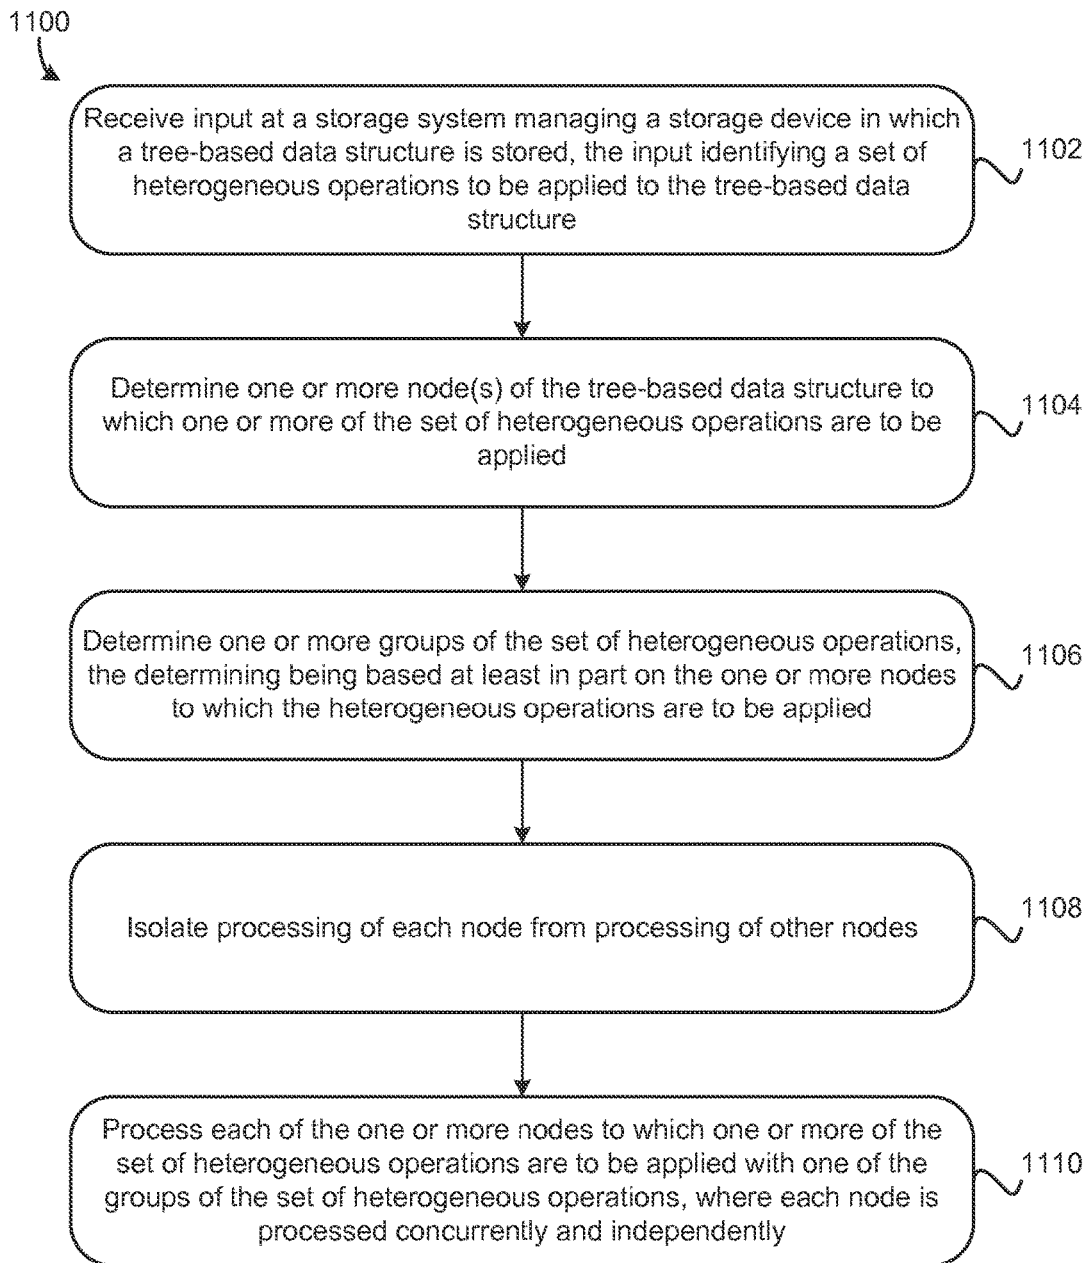 1100
Receive input at a storage system managing a storage device in which
a tree-based data structure is stored, the input identifying a set of
heterogeneous operations to be applied to the tree-based data
structure
1102
Determine one or more node(s) of the tree-based data structure to
which one or more of the set of heterogeneous operations are to be
applied
1104
Determine one or more groups of the set of heterogeneous operations,
the determining being based at least in part on the one or more nodes
to which the heterogeneous operations are to be applied
1106
Isolate processing of each node from processing of other nodes
1108
Process each of the one or more nodes to which one or more of the
set of heterogeneous operations are to be applied with one of the
groups of the set of heterogeneous operations, where each node is
processed concurrently and independently
1110